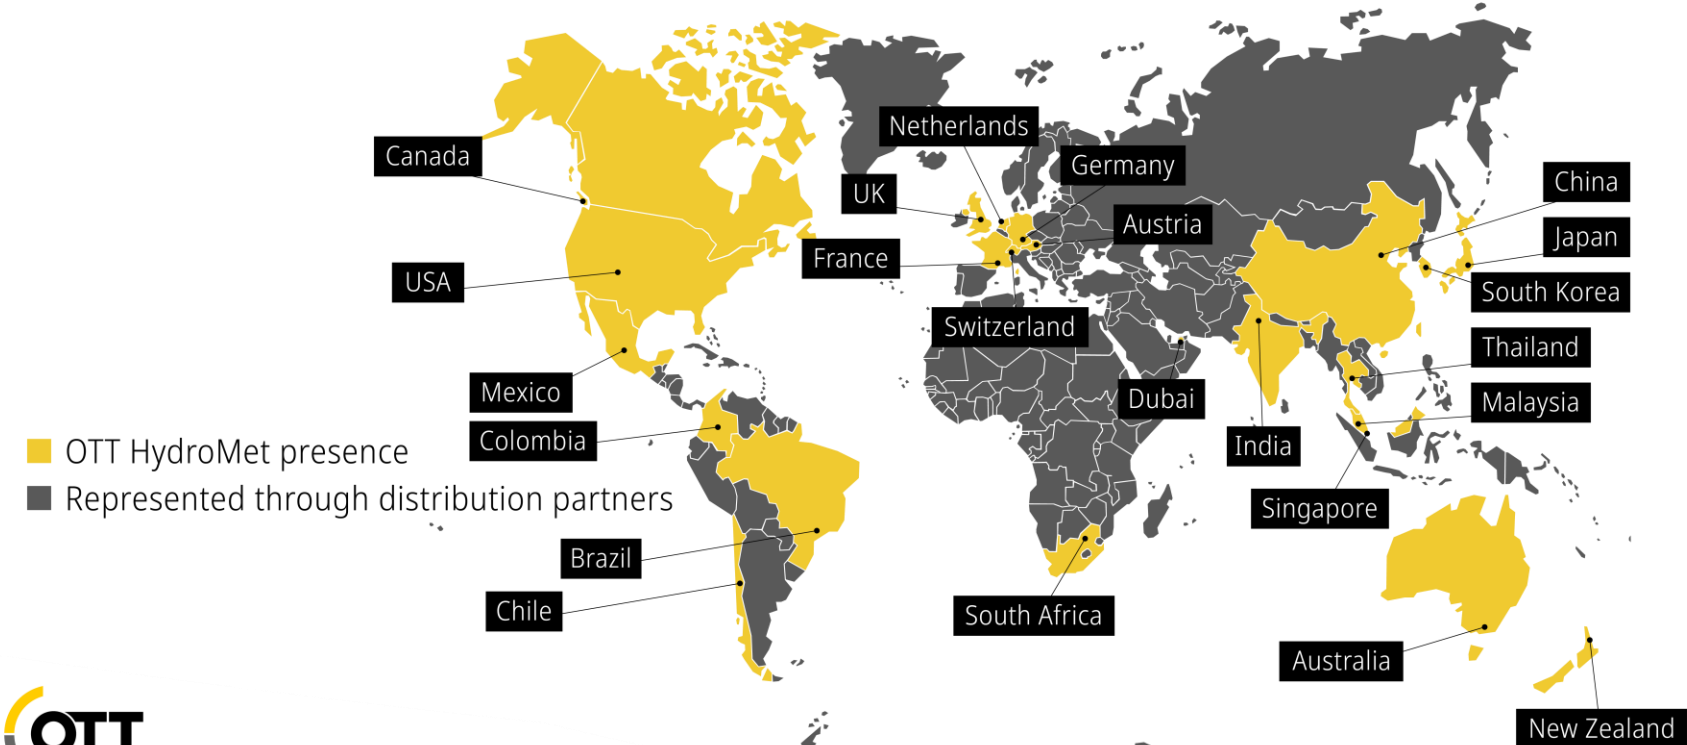 Netherlands
Canada
Germany
UK
China
Austria
Japan
France
USA
South Korea
Switzerland
Thailand
Mexico
Dubai
Malaysia
Colombia
India
OTT HydroMet presence
Represented through distribution partners
Singapore
Brazil
Chile
South Africa
Australia
OTT
New Zealand